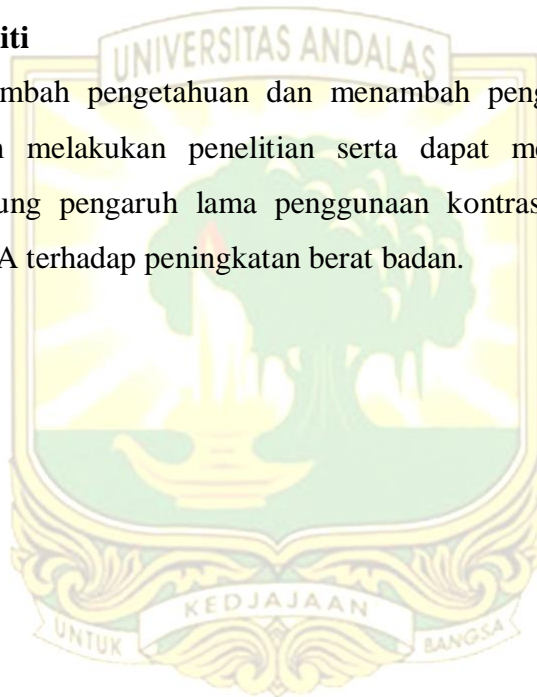 iti
UNIVERSITAS ANDALAS
mbah pengetahuan dan menambah peng
melakukan penelitian serta dapat me
ung pengaruh lama penggunaan kontras
A terhadap peningkatan berat badan.
KEDJAJAAN
UNTUK BANGSA